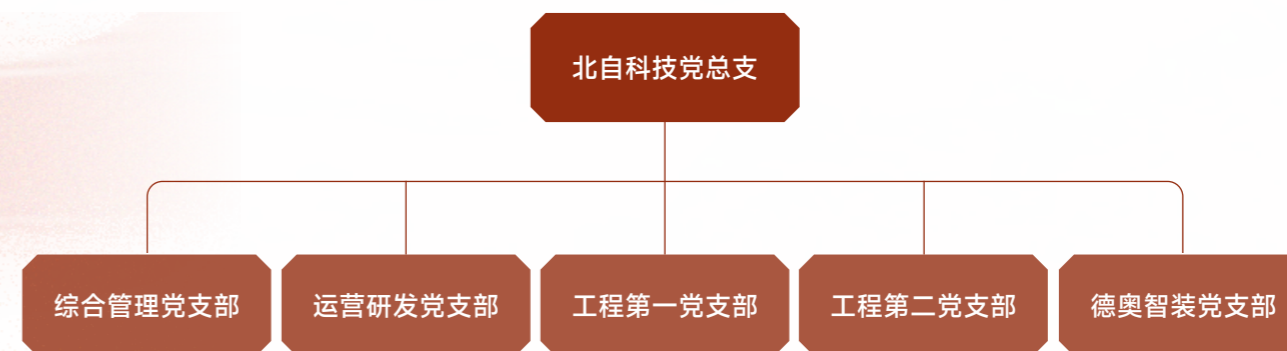 北自科技党总支
综合管理党支部
运营研发党支部
工程第一党支部
工程第二党支部
德奥智装党支部